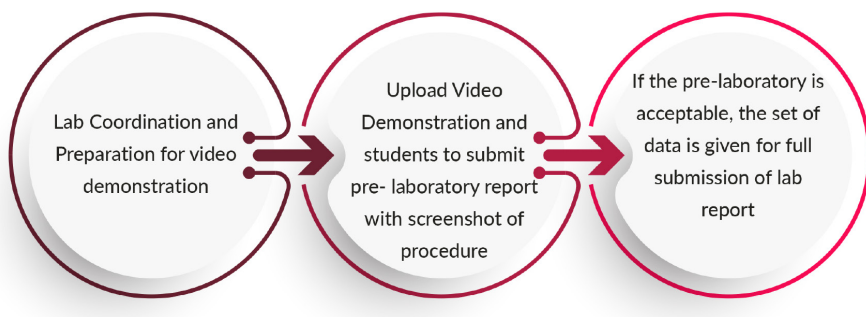 Lab Coordination and
Preparation for video
demonstration
Upload Video
Demonstration and
students to submit
pre- laboratory report
with screenshot of
procedure
If the pre-laboratory is
acceptable, the set of
data is given for full
submission of lab
report